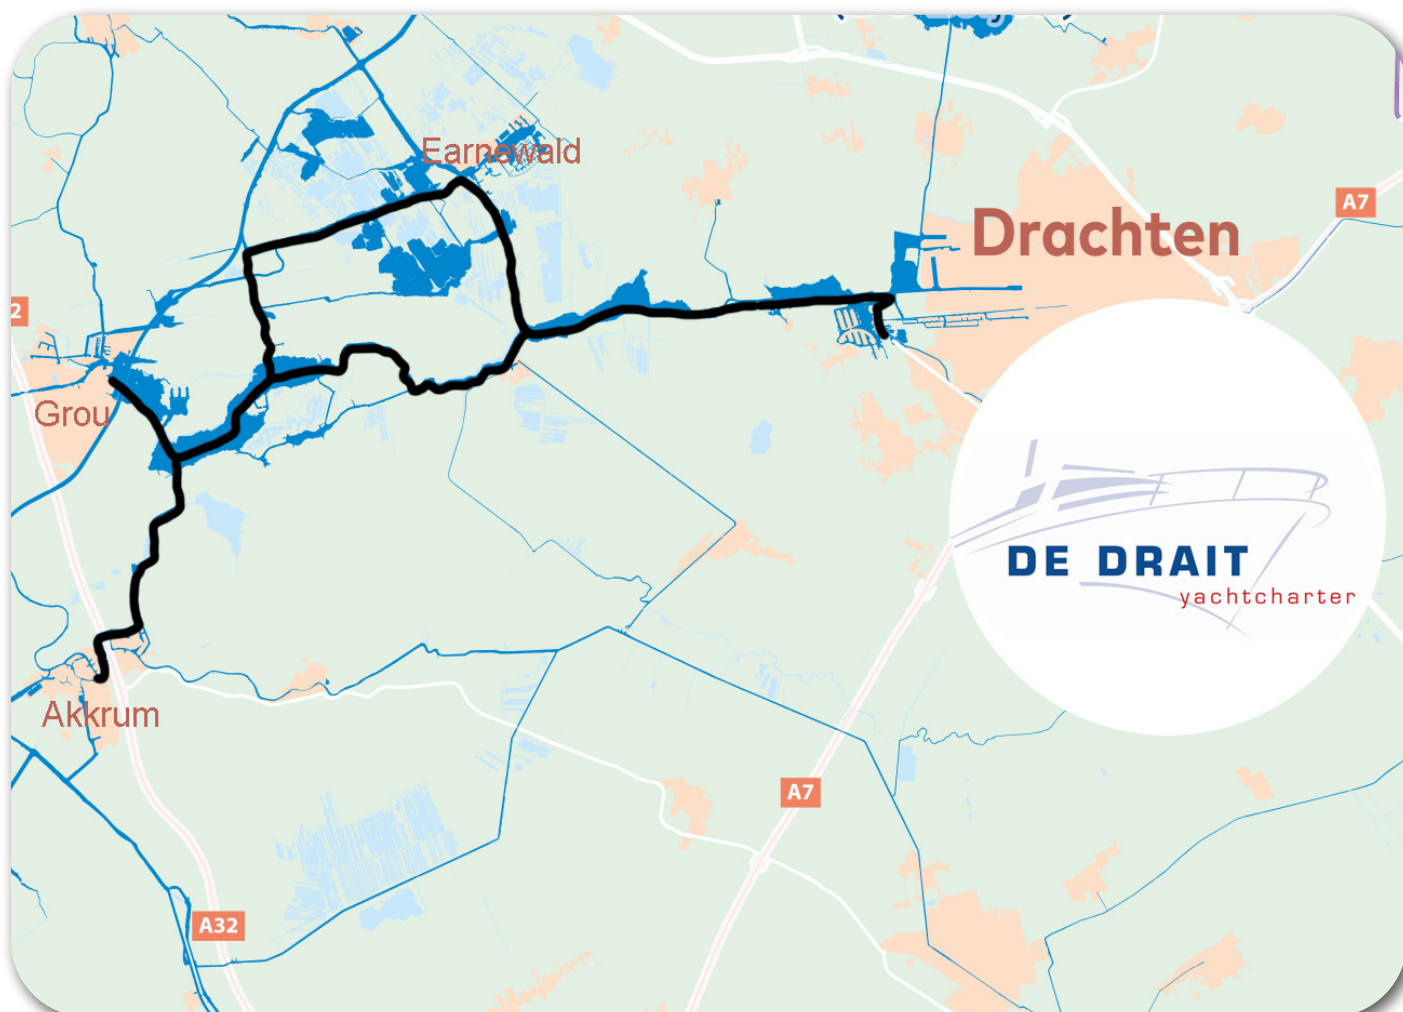 Earnewald
A7
Drachten
2
Grou
DE DRAIT
yachtcharter
Akkrum
A7
A32